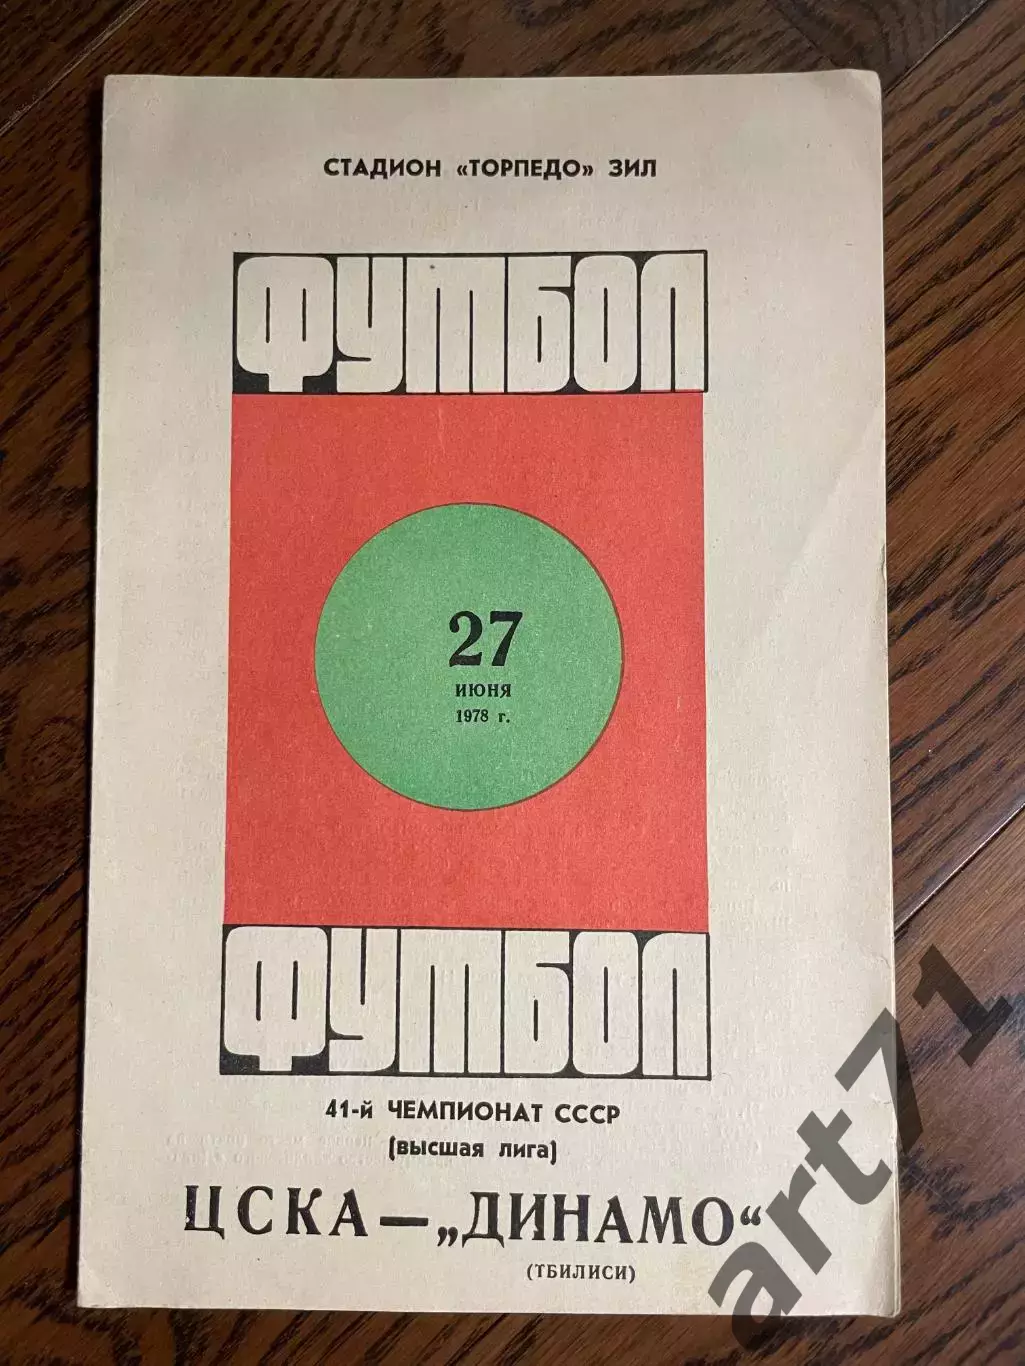 СТАДИОН «ТОРПЕДО» ЗИЛ
ФУТБОЛ
27
ИЮНЯ
1978 г.
ФУТБОЛ
41-й ЧЕМПИОНАТ СССР
(высшая лига)
ЦСКА — „ДИНАМО“
(ТБИЛИСИ)
art71